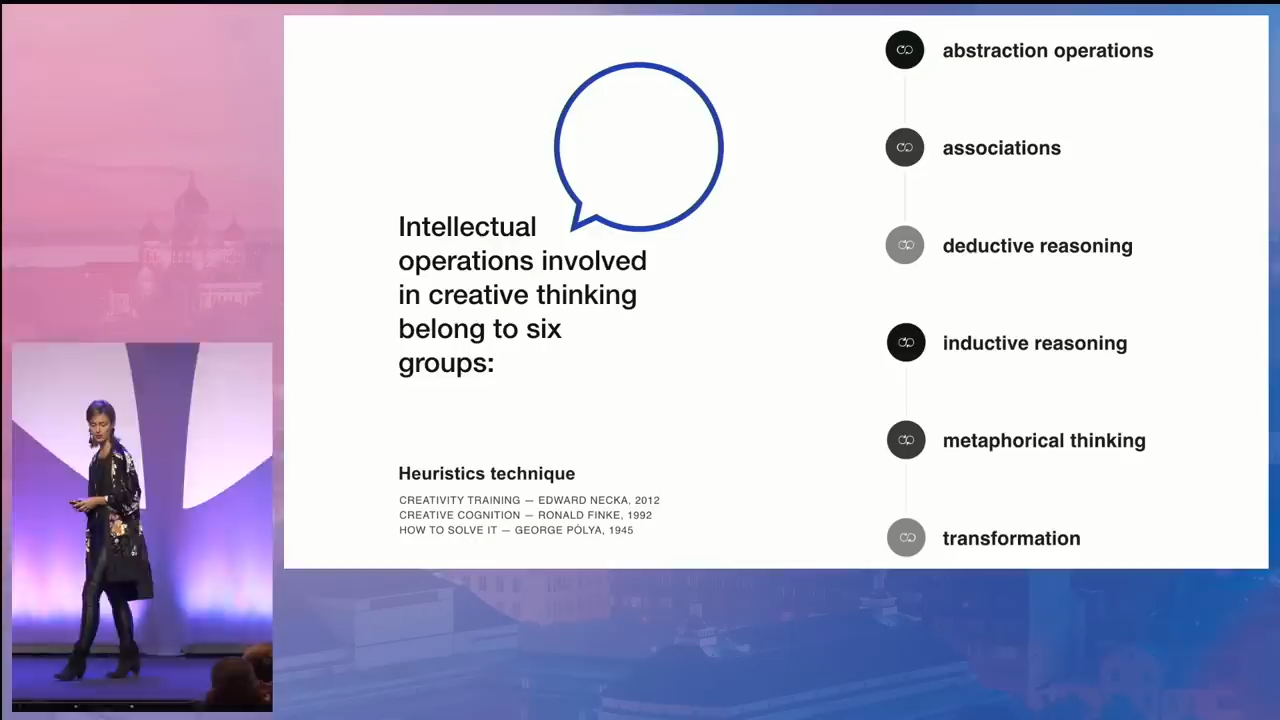 Intellectual
operations involved
in creative thinking
belong to six
groups:
Heuristics technique
CREATIVITY TRAINING — EDWARD NECKA, 2012
CREATIVE COGNITION — RONALD FINKE, 1992
HOW TO SOLVE IT — GEORGE PÓLYA, 1945
abstraction operations
associations
deductive reasoning
inductive reasoning
metaphorical thinking
transformation